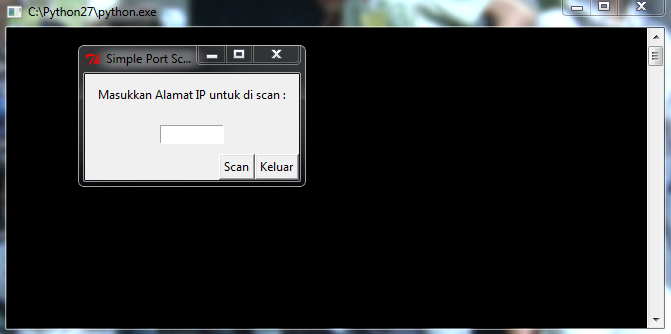 C:\Python27\python.exe
Simple Port Sc...
Masukkan Alamat IP untuk di scan :
Scan Keluar